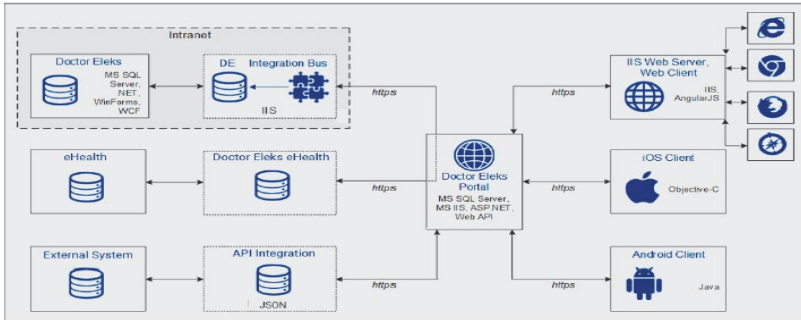 Intranet
Doctor Eleks
MS SQL
Server,
.NET,
WinForms,
WCF
DE Integration Bus
IIS
https
IIS Web Server,
Web Client
IIS,
AngularJS
https
eHealth
Doctor Eleks eHealth
https
Doctor Eleks
Portal
MS SQL Server,
MS IIS, ASP.NET,
Web API
https
iOS Client
Objective-C
External System
API Integration
JSON
https
https
Android Client
Java